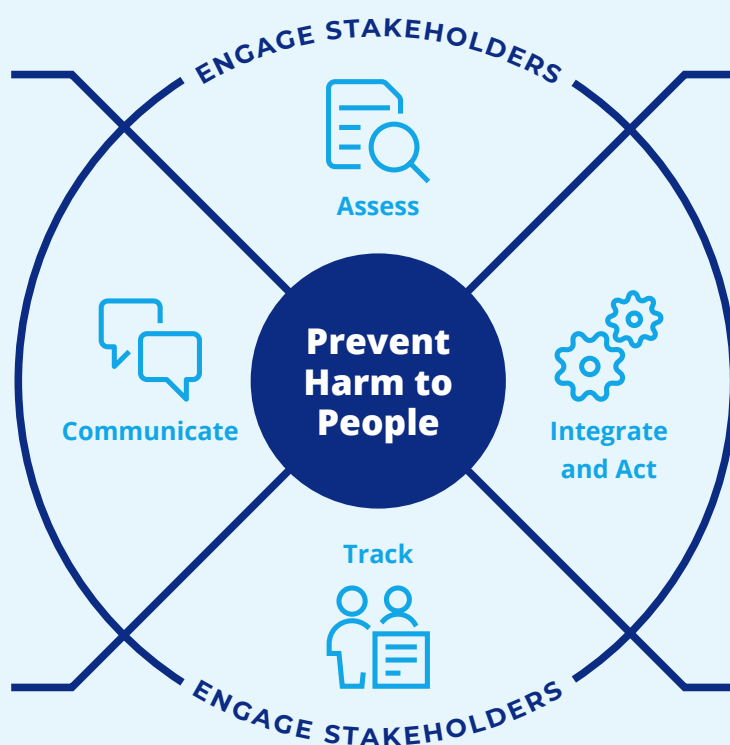 ENGAGE STAKEHOLDERS
Assess
Communicate
Prevent
Harm to
People
Integrate
and Act
Track
ENGAGE STAKEHOLDERS